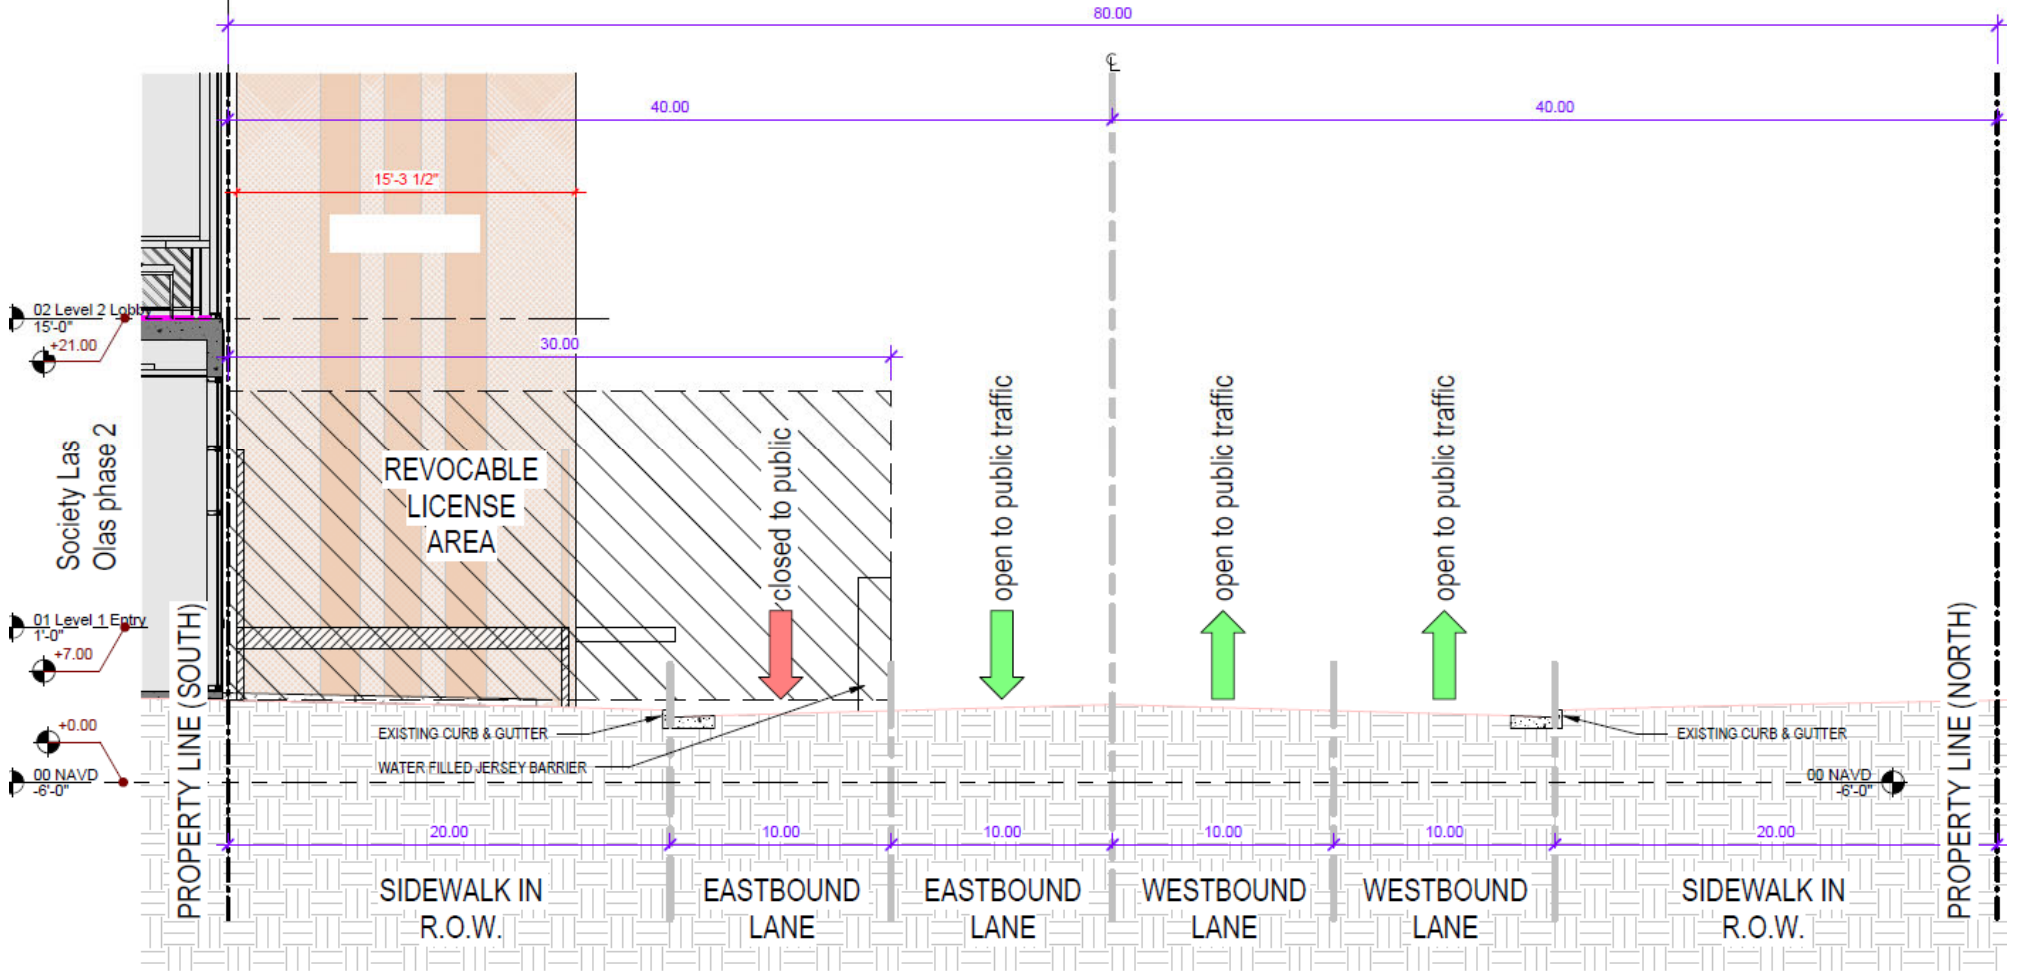 80.00
℄
40.00
40.00
15'-3 1/2"
02 Level 2 Lobby
15'-0"
+21.00
30.00
Society Las
Olas phase 2
REVOCABLE
LICENSE
AREA
closed to public
open to public traffic
open to public traffic
open to public traffic
01 Level 1 Entry
1'-0"
+7.00
PROPERTY LINE (SOUTH)
PROPERTY LINE (NORTH)
+0.00
EXISTING CURB & GUTTER
EXISTING CURB & GUTTER
WATER FILLED JERSEY BARRIER
00 NAVD
-6'-0"
00 NAVD
-6'-0"
20.00
10.00
10.00
10.00
10.00
20.00
SIDEWALK IN
R.O.W.
EASTBOUND
LANE
EASTBOUND
LANE
WESTBOUND
LANE
WESTBOUND
LANE
SIDEWALK IN
R.O.W.